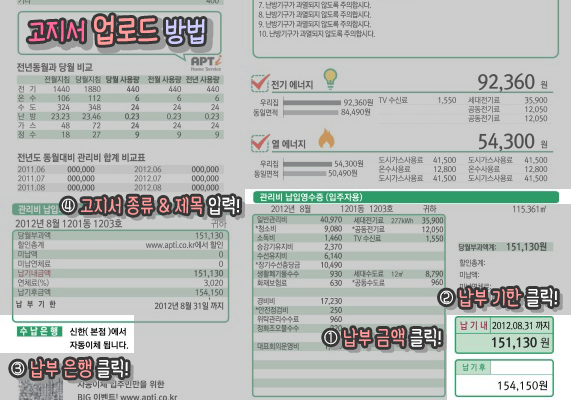 기타 400
고지서 업로드 방법
APTi
Home Service
전년동월과 당월 비교
전월지침 당월지침 당월 사용량 전월 사용량 전년 사용량
전 기 1440 1880 440 440 440
온 수 106 112 6 6 6
수 도 324 348 24 24 24
난 방 23.23 23.46 0.23 0.23 0.23
가 스 48 72 24 24 24
정 수 18 27 9 9 9
전년도 동월대비 관리비 합계 비교표
2011.06 000,000 2012.06 000,000
2011.07 000,000 2012.07 000,000
2011.08 000,000 2012.08 000,000
④ 고지서 종류 & 제목 입력!
관리비 납입
2012년 8월 1201동 1203호 귀하
당월부과액 151,130
할인총계 www.apti.co.kr에서 할인
미납액 0
미납연체료 0
납기내금액 151,130
연체료(%) 3,020
납기후금액 154,150
납 부 기 한 2012년 8월 31일 까지
수 납 은 행 신한( 본점 )에서
자동이체 됩니다.
③ 납부 은행 클릭!
자동이체 입주민만을 위한
BIG 이벤트! www.apti.co.kr
7. 난방기구가 과열되지 않도록 주의합시다.
8. 난방기구가 과열되지 않도록 주의합시다.
9. 난방기구가 과열되지 않도록 주의합시다.
10. 난방기구가 과열되지 않도록 주의합시다.
전기 에너지 92,360 원
우리집 92,360원 TV 수신료 1,550 세대전기료 35,900
동일면적 84,490원 공동전기료 12,050
공동전기료 12,050
열 에너지 54,300 원
우리집 54,300원 도시가스사용료 41,500 도시가스사용료 41,500
동일면적 50,490원 도시가스사용료 41,500 도시가스사용료 41,500
도시가스사용료 41,500 도시가스사용료 41,500
관리비 납입영수증 (입주자용)
2012년 8월 1201동 1203호 귀하 115.361㎡
일반관리비 40,970 세대전기료 277kWh 35,900
*청소비 9,080 *공동전기료 12,050
소독비 1,460 TV 수신료 1,550
승강기유지비 2,370
수선유지비 6,140
*장기수선충당금 10,490
생활폐기물수수 930 세대수도료 12㎥ 8,790
화재보험료 630 *공동수도료 960
경비비 17,230
*안전점검비 250
위탁관리수수료 960
정화조오물수수
대표회의운영비
당월부과액계: 151,130원
할인총계:
미납액:
② 납부 기한 클릭!
① 납부 금액 클릭!
납 기 내 2012.08.31 까지
151,130 원
납 기 후
154,150원